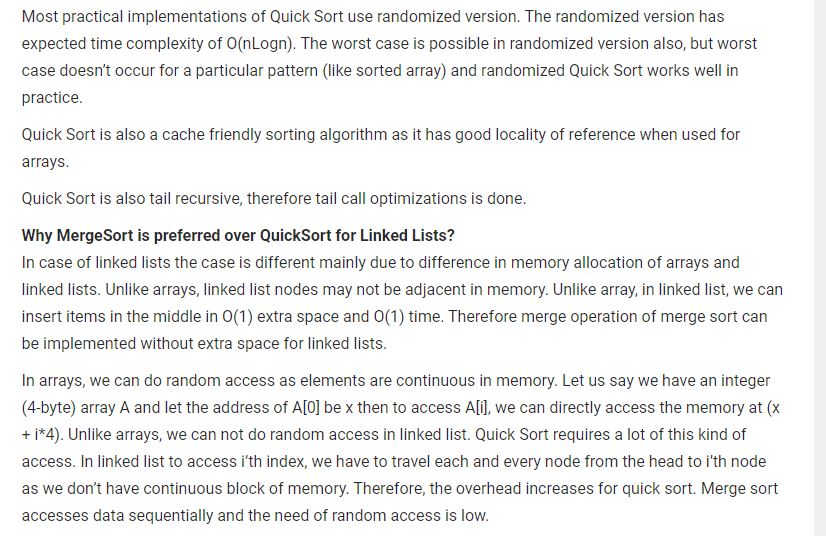 Most practical implementations of Quick Sort use randomized version. The randomized version has
expected time complexity of O(nLogn). The worst case is possible in randomized version also, but worst
case doesn't occur for a particular pattern (like sorted array) and randomized Quick Sort works well in
practice.
Quick Sort is also a cache friendly sorting algorithm as it has good locality of reference when used for
arrays.
Quick Sort is also tail recursive, therefore tail call optimizations is done.
Why MergeSort is preferred over QuickSort for Linked Lists?
In case of linked lists the case is different mainly due to difference in memory allocation of arrays and
linked lists. Unlike arrays, linked list nodes may not be adjacent in memory. Unlike array, in linked list, we can
insert items in the middle in O(1) extra space and O(1) time. Therefore merge operation of merge sort can
be implemented without extra space for linked lists.
In arrays, we can do random access as elements are continuous in memory. Let us say we have an integer
(4-byte) array A and let the address of A[0] be x then to access A[i], we can directly access the memory at (x
+ i*4). Unlike arrays, we can not do random access in linked list. Quick Sort requires a lot of this kind of
access. In linked list to access i'th index, we have to travel each and every node from the head to i'th node
as we don't have continuous block of memory. Therefore, the overhead increases for quick sort. Merge sort
accesses data sequentially and the need of random access is low.